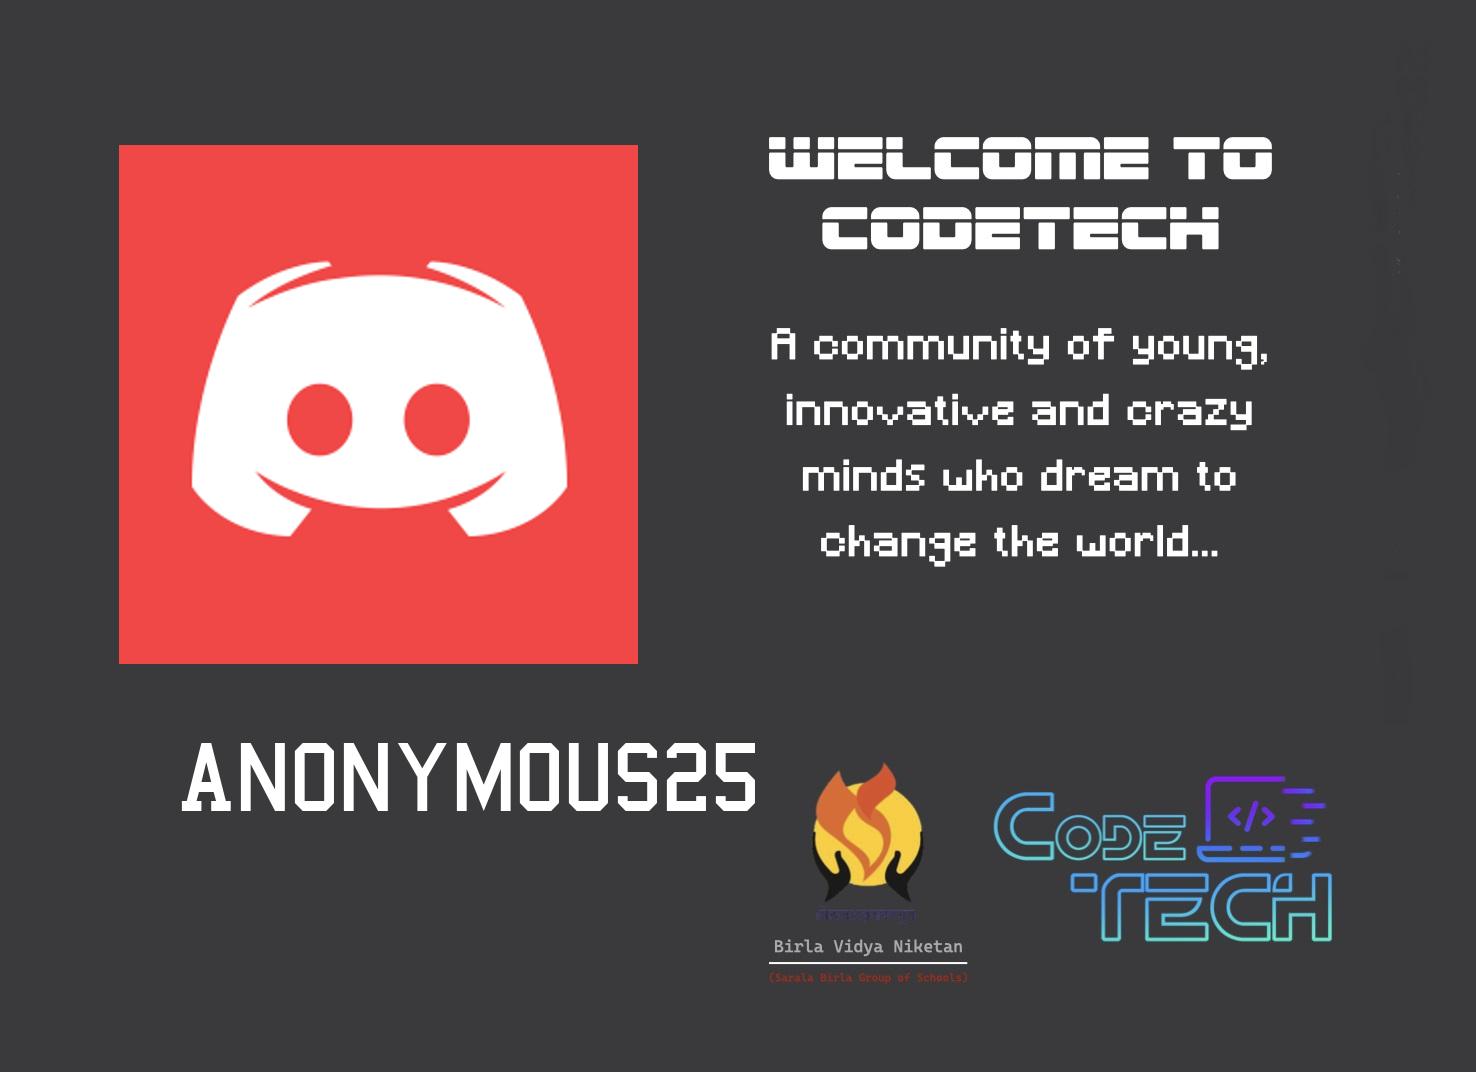 WELCOME TO
CODETECH
A community of young,
innovative and crazy
minds who dream to
change the world...
ANONYMOUS25
CODE
TECH
</>
Birla Vidya Niketan
(Sarala Birla Group of Schools)